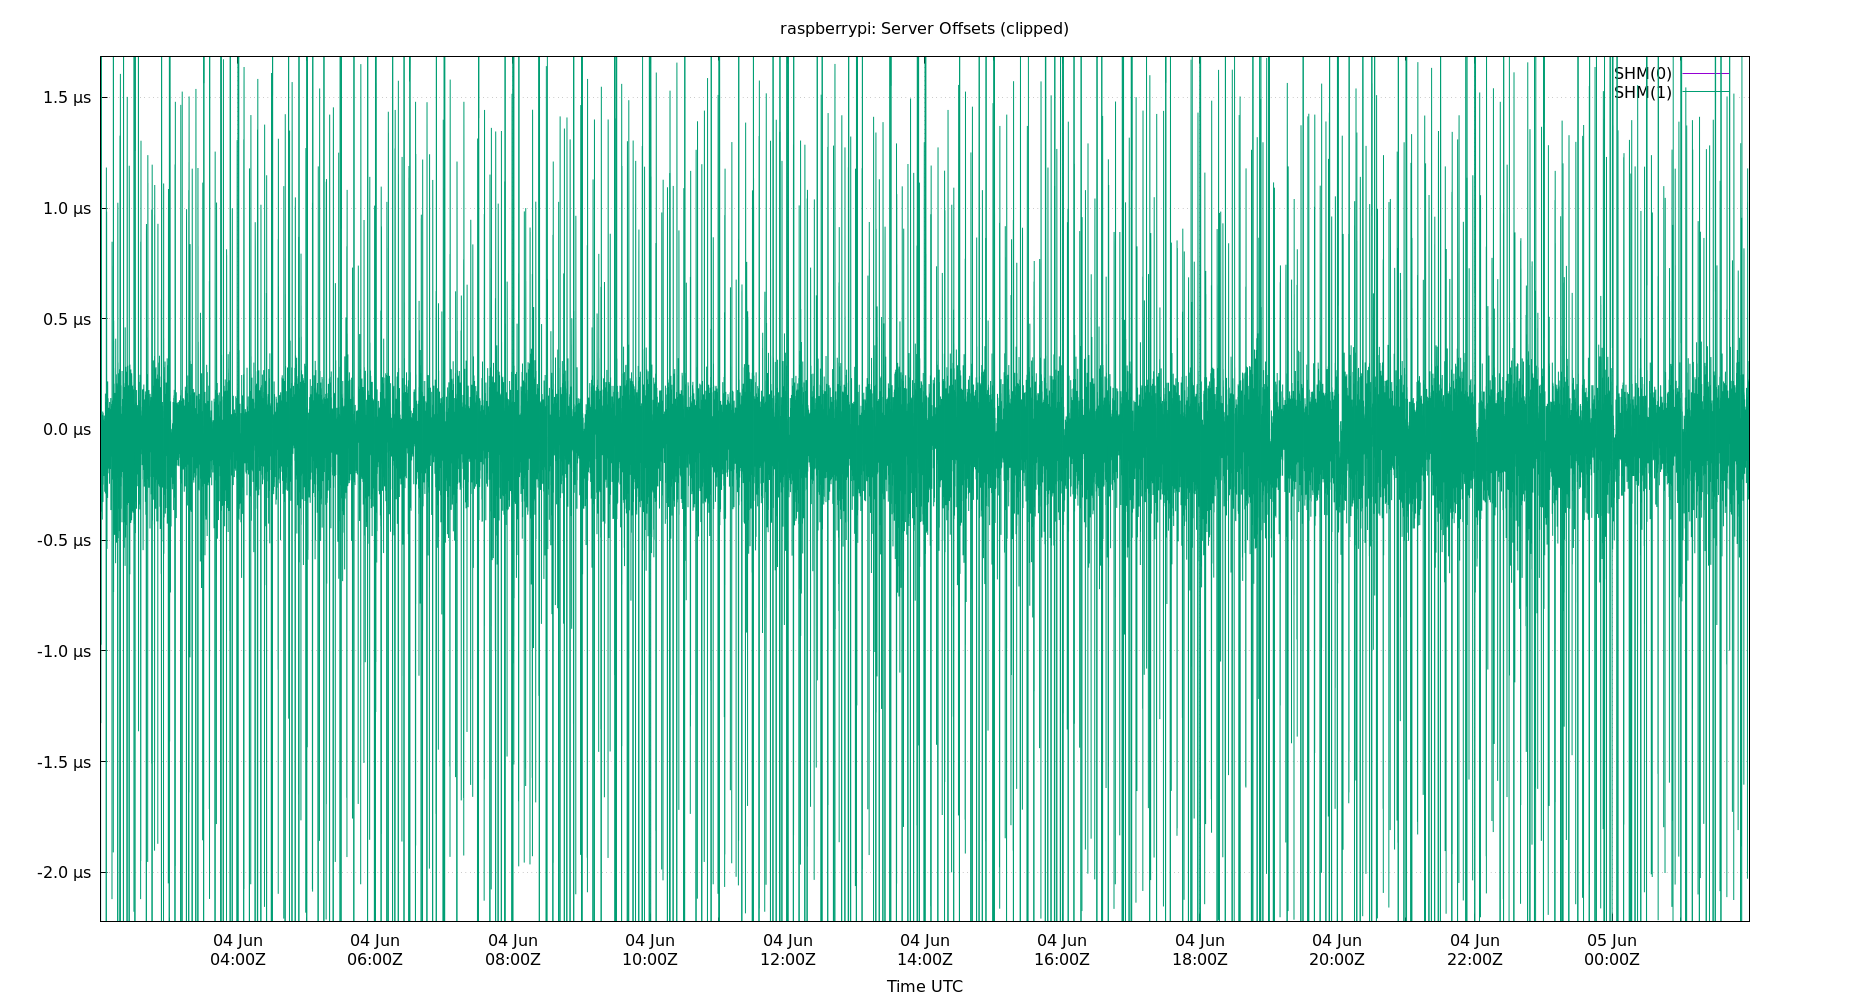 raspberrypi: Server Offsets (clipped)
SHM(0)
SHM(1)
1.5 µs
1.0 µs
0.5 µs
0.0 µs
-0.5 µs
-1.0 µs
-1.5 µs
-2.0 µs
04 Jun 04 Jun 04 Jun 04 Jun 04 Jun 04 Jun 04 Jun 04 Jun 04 Jun 04 Jun 05 Jun
04:00Z 06:00Z 08:00Z 10:00Z 12:00Z 14:00Z 16:00Z 18:00Z 20:00Z 22:00Z 00:00Z
Time UTC